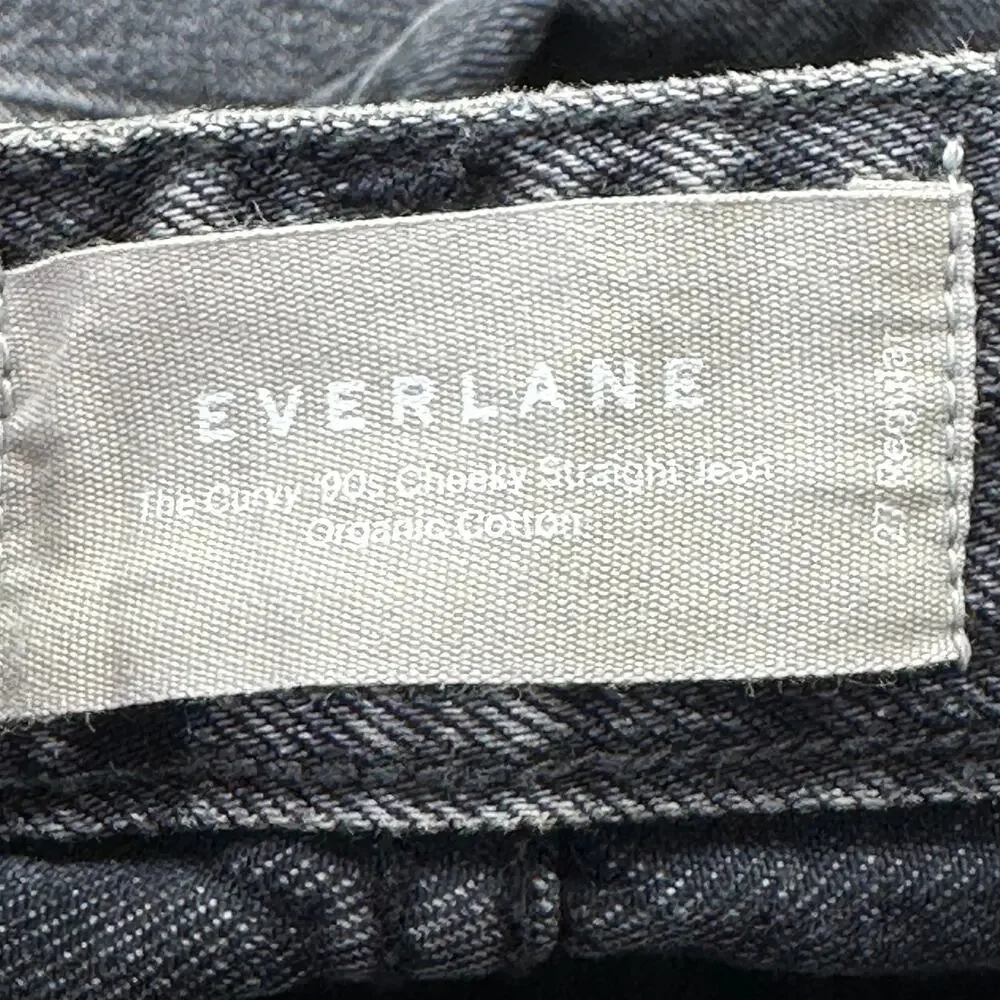 EVERLANE
The Curvy '90s Cheeky Straight Jean
Organic Cotton
27 Regular